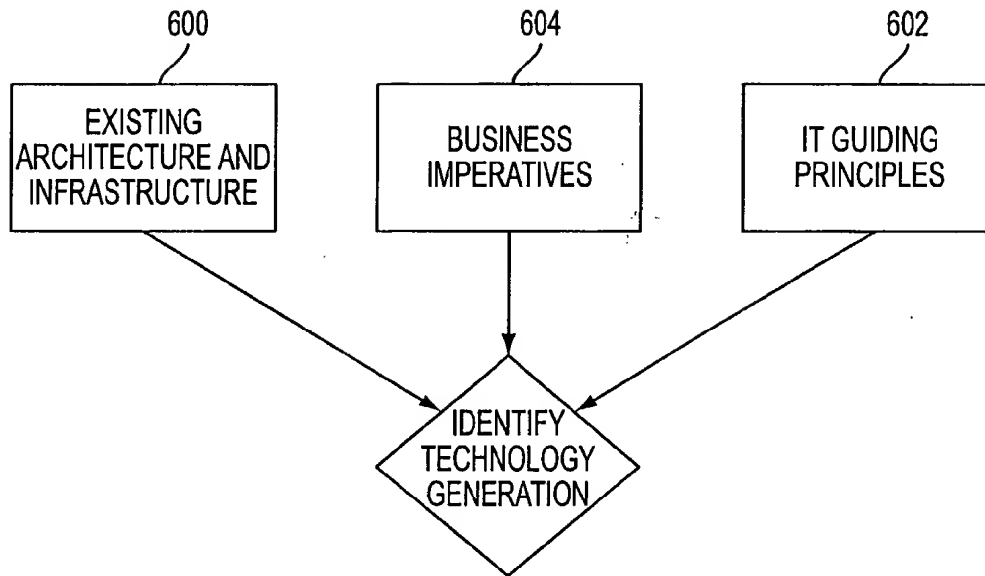 600
604
602
EXISTING
ARCHITECTURE AND
INFRASTRUCTURE
BUSINESS
IMPERATIVES
IT GUIDING
PRINCIPLES
IDENTIFY
TECHNOLOGY
GENERATION